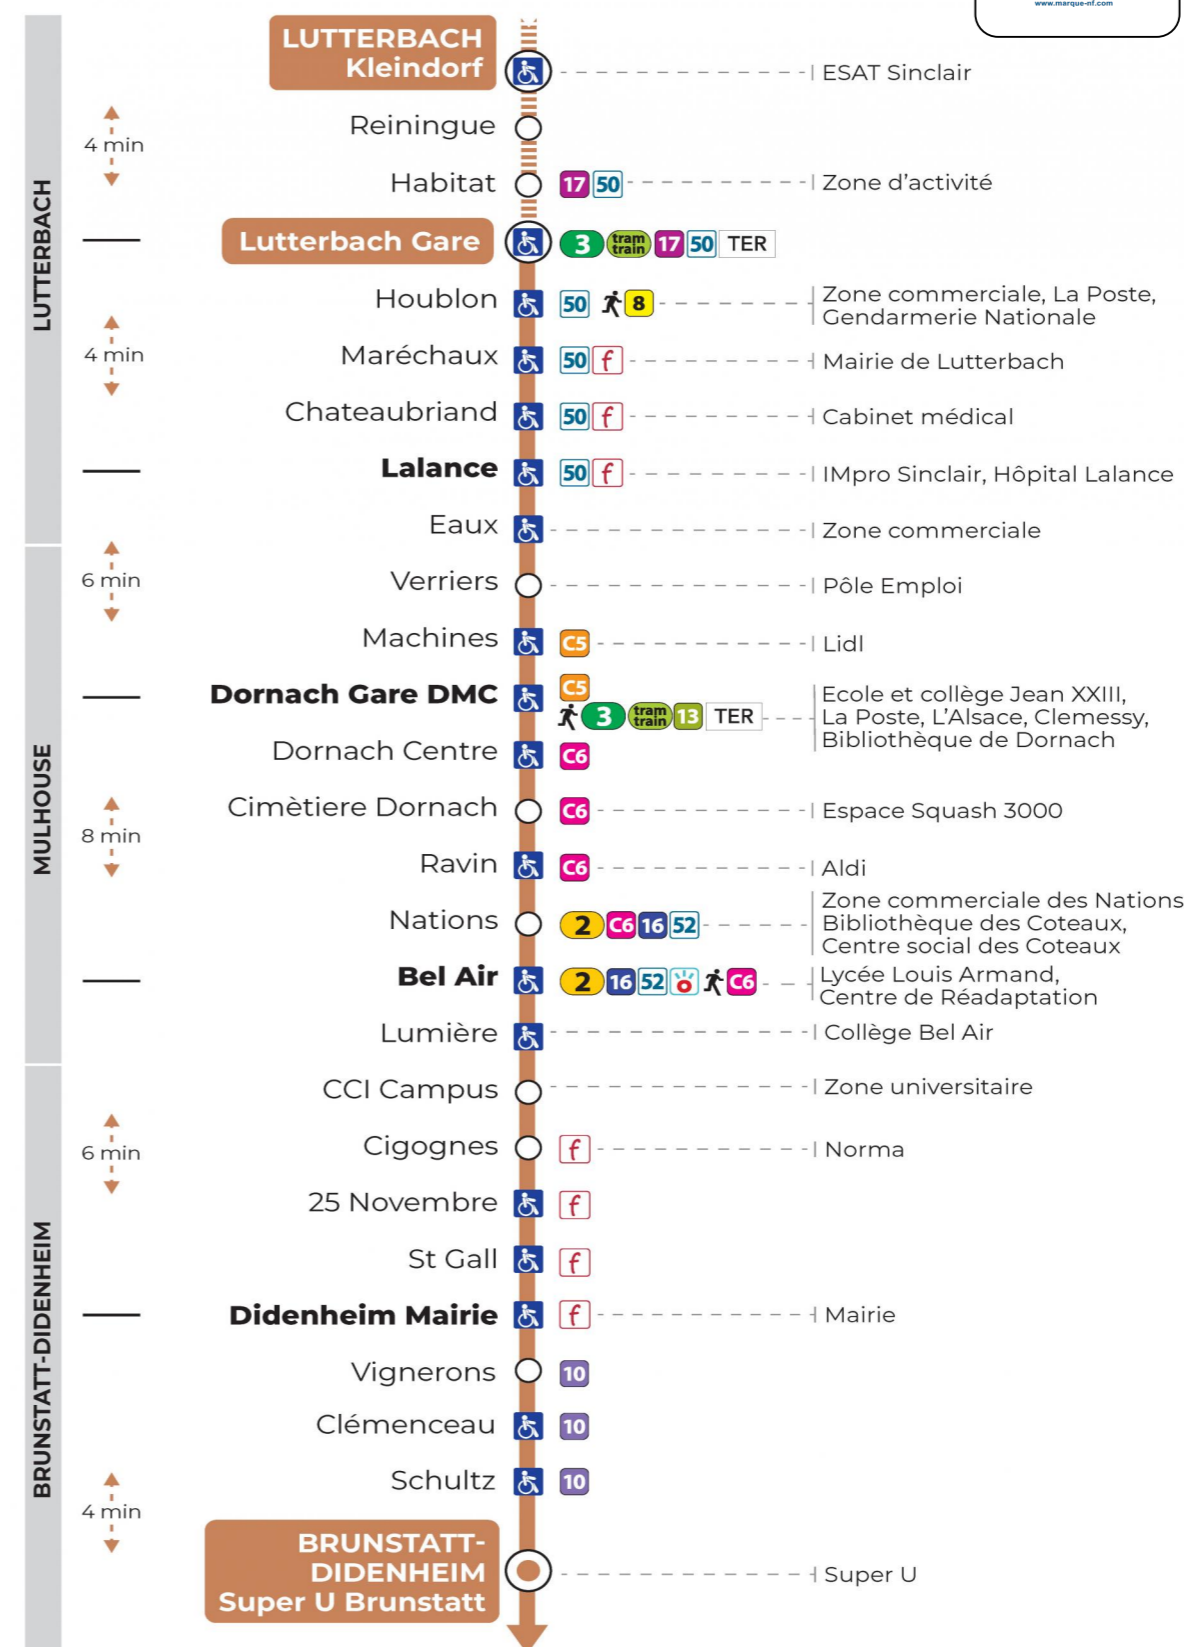 www.marque-nf.com
LUTTERBACH
Kleindorf
ESAT Sinclair
Reiningue
4 min
Habitat
17 50
Zone d'activité
LUTTERBACH
Lutterbach Gare
3 tram train 17 50 TER
Houblon
50 8
Zone commerciale, La Poste,
Gendarmerie Nationale
4 min
Maréchaux
50 f
Mairie de Lutterbach
Chateaubriand
50 f
Cabinet médical
Lalance
50 f
IMpro Sinclair, Hôpital Lalance
Eaux
Zone commerciale
6 min
Verriers
Pôle Emploi
Machines
C5
Lidl
Dornach Gare DMC
C5
3 tram train 13 TER
Ecole et collège Jean XXIII,
La Poste, L'Alsace, Clemessy,
Bibliothèque de Dornach
MULHOUSE
Dornach Centre
C6
8 min
Cimètiere Dornach
C6
Espace Squash 3000
Ravin
C6
Aldi
Nations
2 C6 16 52
Zone commerciale des Nations
Bibliothèque des Coteaux,
Centre social des Coteaux
Bel Air
2 16 52 C6
Lycée Louis Armand,
Centre de Réadaptation
Lumière
Collège Bel Air
CCI Campus
Zone universitaire
6 min
Cigognes
f
Norma
25 Novembre
f
St Gall
f
BRUNSTATT-DIDENHEIM
Didenheim Mairie
f
Mairie
Vignerons
10
Clémenceau
10
Schultz
10
4 min
BRUNSTATT-
DIDENHEIM
Super U Brunstatt
Super U